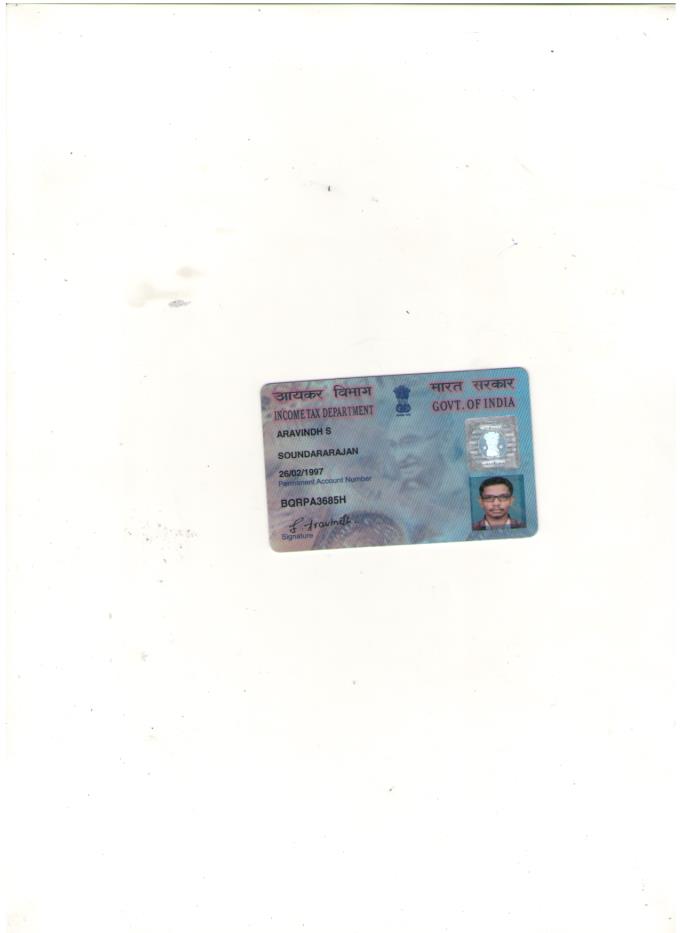 आयकर विभाग
INCOME TAX DEPARTMENT
भारत सरकार
GOVT. OF INDIA
ARAVINDH S
SOUNDARARAJAN
26/02/1997
Permanent Account Number
BQRPA3685H
S. Aravindh.
Signature